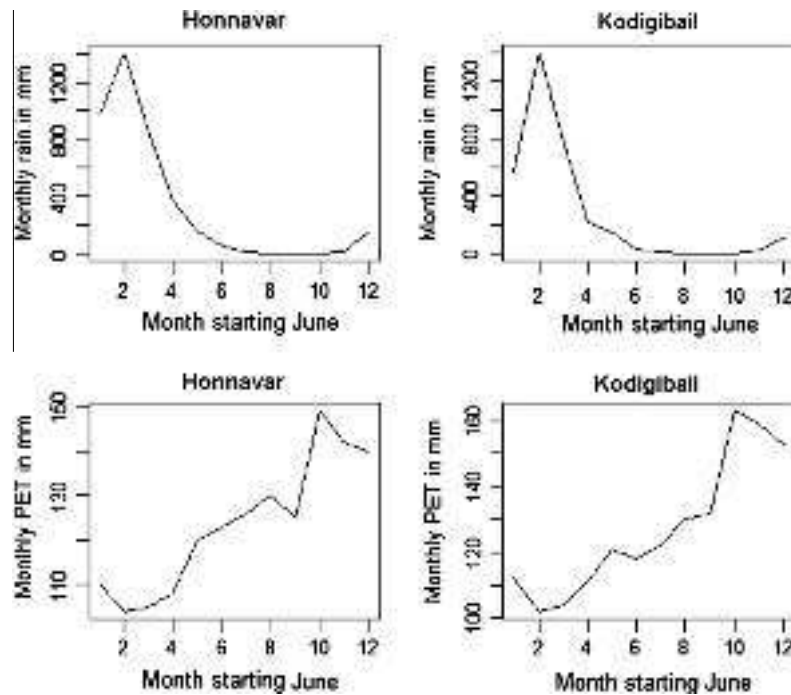 Honnavar
Monthly rain in mm
0 400 800 1200
2 4 6 8 10 12
Month starting June
Kodigibail
Monthly rain in mm
0 400 800 1200
2 4 6 8 10 12
Month starting June
Honnavar
Monthly PET in mm
110 130 150
2 4 6 8 10 12
Month starting June
Kodigibail
Monthly PET in mm
100 120 140 160
2 4 6 8 10 12
Month starting June